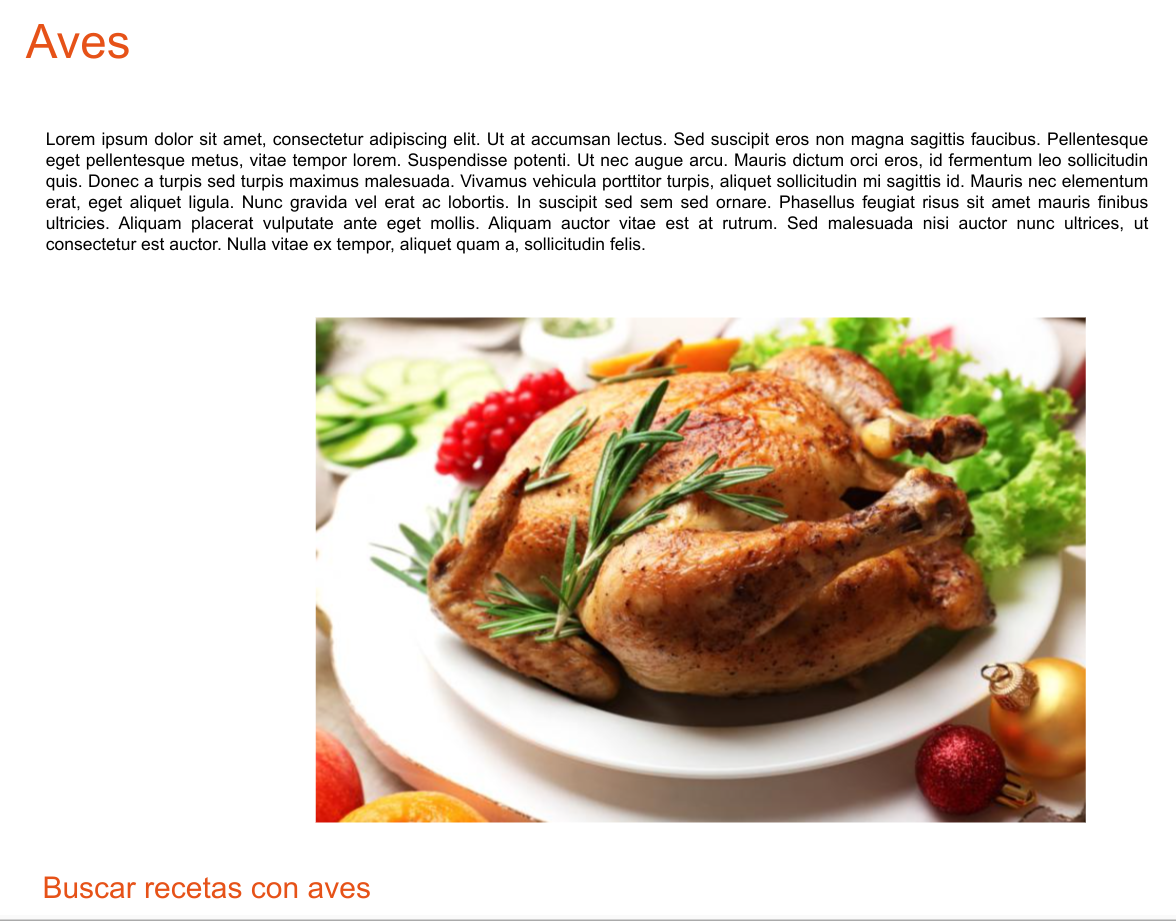 Aves
Lorem ipsum dolor sit amet, consectetur adipiscing elit. Ut at accumsan lectus. Sed suscipit eros non magna sagittis faucibus. Pellentesque
eget pellentesque metus, vitae tempor lorem. Suspendisse potenti. Ut nec augue arcu. Mauris dictum orci eros, id fermentum leo sollicitudin
quis. Donec a turpis sed turpis maximus malesuada. Vivamus vehicula porttitor turpis, aliquet sollicitudin mi sagittis id. Mauris nec elementum
erat, eget aliquet ligula. Nunc gravida vel erat ac lobortis. In suscipit sed sem sed ornare. Phasellus feugiat risus sit amet mauris finibus
ultricies. Aliquam placerat vulputate ante eget mollis. Aliquam auctor vitae est at rutrum. Sed malesuada nisi auctor nunc ultrices, ut
consectetur est auctor. Nulla vitae ex tempor, aliquet quam a, sollicitudin felis.
Buscar recetas con aves